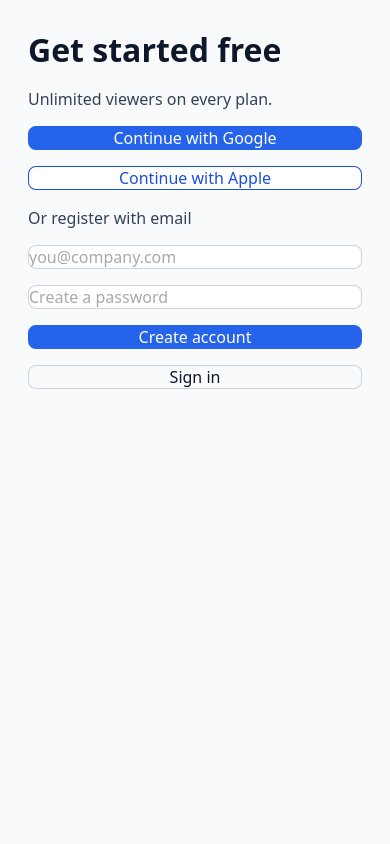 Get started free
Unlimited viewers on every plan.
Continue with Google
Continue with Apple
Or register with email
you@company.com
Create a password
Create account
Sign in